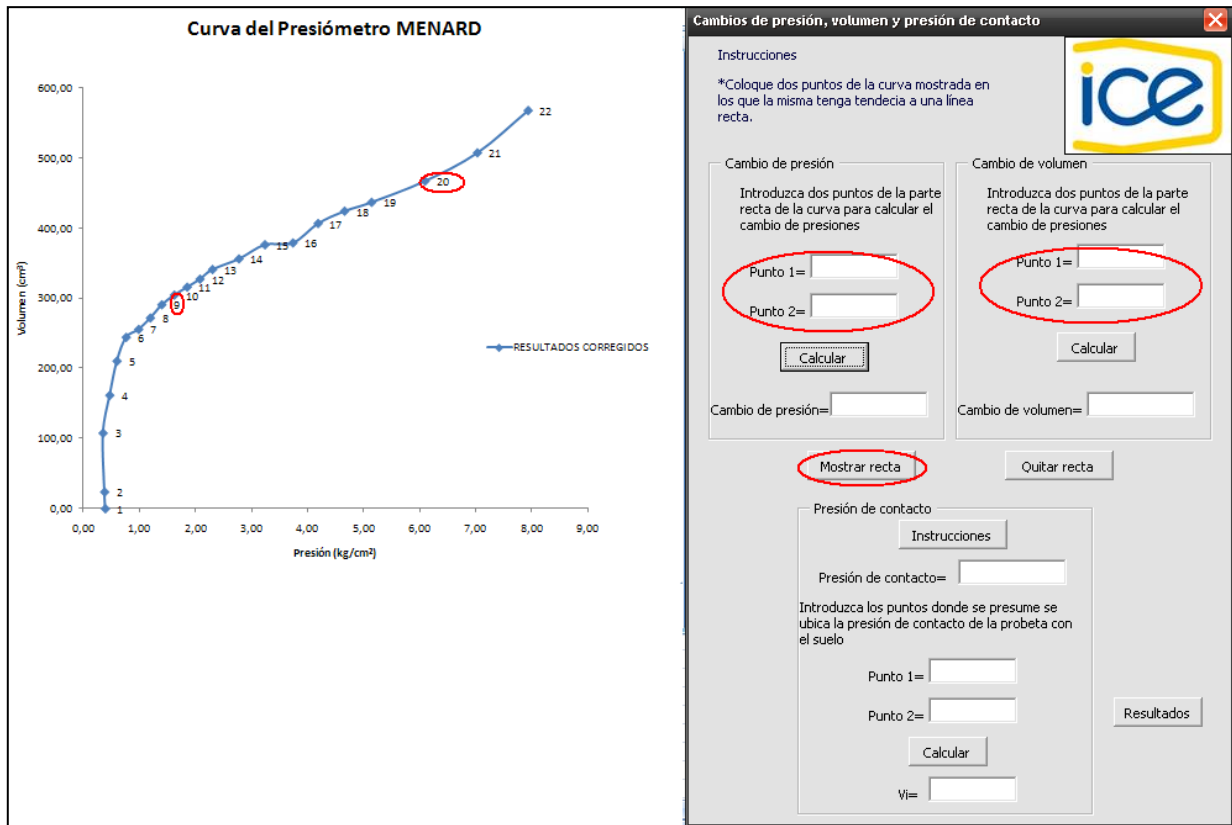 Curva del Presiómetro MENARD
600,00
500,00
400,00
300,00
200,00
100,00
0,00
Volumen (cm³)
0,00 1,00 2,00 3,00 4,00 5,00 6,00 7,00 8,00 9,00
Presión (kg/cm²)
1
2
3
4
5
6
7
8
9
10
11
12
13
14
15
16
17
18
19
20
21
22
RESULTADOS CORREGIDOS
Cambios de presión, volumen y presión de contacto
Instrucciones
*Coloque dos puntos de la curva mostrada en
los que la misma tenga tendecia a una línea
recta.
ice
Cambio de presión
Introduzca dos puntos de la parte
recta de la curva para calcular el
cambio de presiones
Punto 1=
Punto 2=
Calcular
Cambio de presión=
Cambio de volumen
Introduzca dos puntos de la parte
recta de la curva para calcular el
cambio de presiones
Punto 1=
Punto 2=
Calcular
Cambio de volumen=
Mostrar recta
Quitar recta
Presión de contacto
Instrucciones
Presión de contacto=
Introduzca los puntos donde se presume se
ubica la presión de contacto de la probeta con
el suelo
Punto 1=
Punto 2=
Calcular
Vi=
Resultados